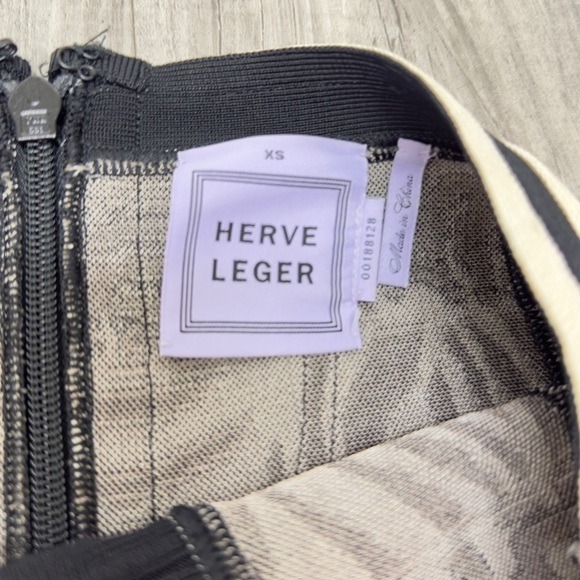 XS
HERVE
LEGER
00188128
Made in China